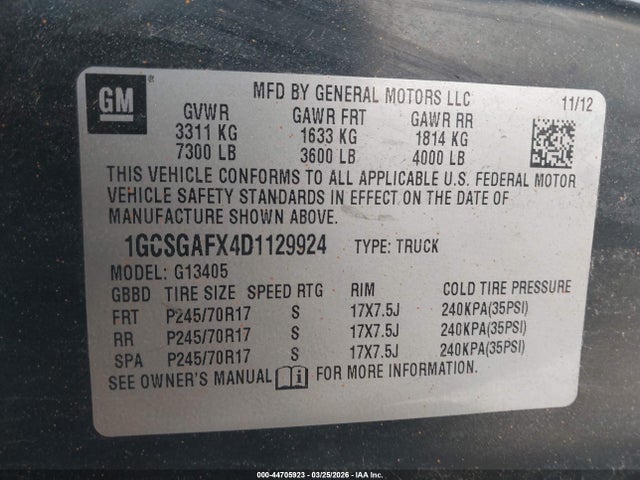 GM
MFD BY GENERAL MOTORS LLC 11/12
GVWR GAWR FRT GAWR RR
3311 KG 1633 KG 1814 KG
7300 LB 3600 LB 4000 LB
THIS VEHICLE CONFORMS TO ALL APPLICABLE U.S. FEDERAL MOTOR
VEHICLE SAFETY STANDARDS IN EFFECT ON THE DATE OF
MANUFACTURE SHOWN ABOVE.
1GCSGAFX4D1129924 TYPE: TRUCK
MODEL: G13405
GBBD TIRE SIZE SPEED RTG RIM COLD TIRE PRESSURE
FRT P245/70R17 S 17X7.5J 240KPA(35PSI)
RR P245/70R17 S 17X7.5J 240KPA(35PSI)
SPA P245/70R17 S 17X7.5J 240KPA(35PSI)
SEE OWNER'S MANUAL i FOR MORE INFORMATION.
000-44705923 - 03/25/2026 - IAA Inc.